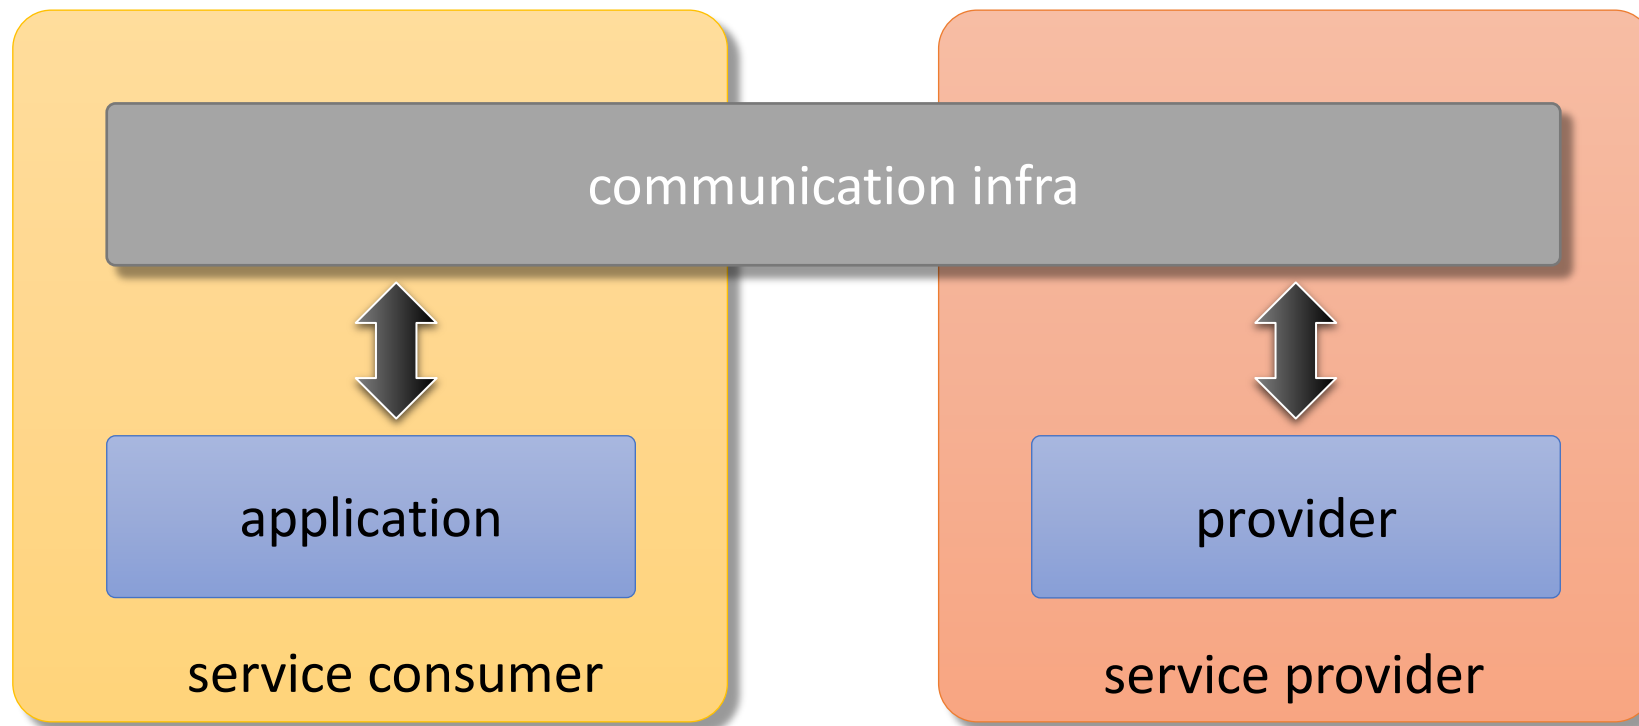 communication infra
application
provider
service consumer
service provider